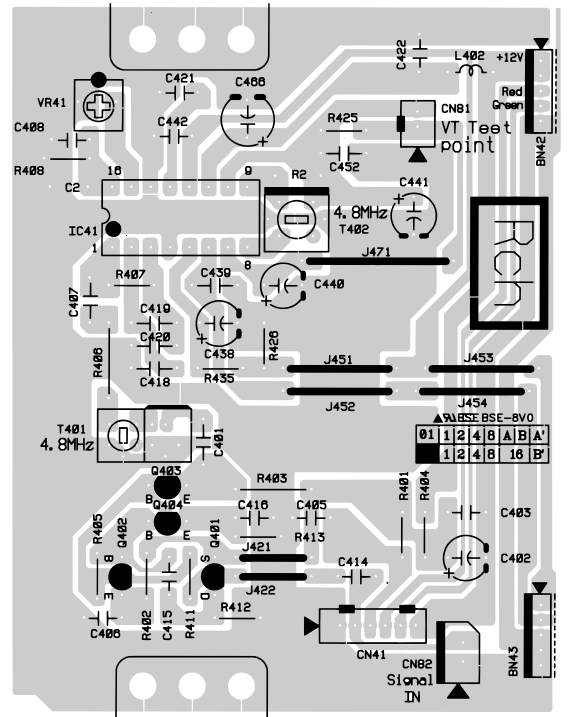 C422
L402
+12V
C421
C466
Red
Green
VR41
CN81
R425
VT Test
point
C408
C442
BN42
R408
C452
16
9
R2
C441
C2
4.8MHz
T402
IC41
Rch
1
8
J471
R407
C439
C440
C407
C419
C420
C438
R426
R406
J451
J453
C418
R435
J452
J454
T401
4.8MHz
C401
BSE-8V0
01 1 2 4 8 A B A'
1 2 4 8 16 B'
Q403
B E
R403
Q404
R401
R404
C416
C405
C403
R405
Q402
B E
Q401
R413
J421
C402
B
S
C414
J422
E
D
R402
C415
R411
R412
C406
CN41
CN82
BN43
Signal
IN